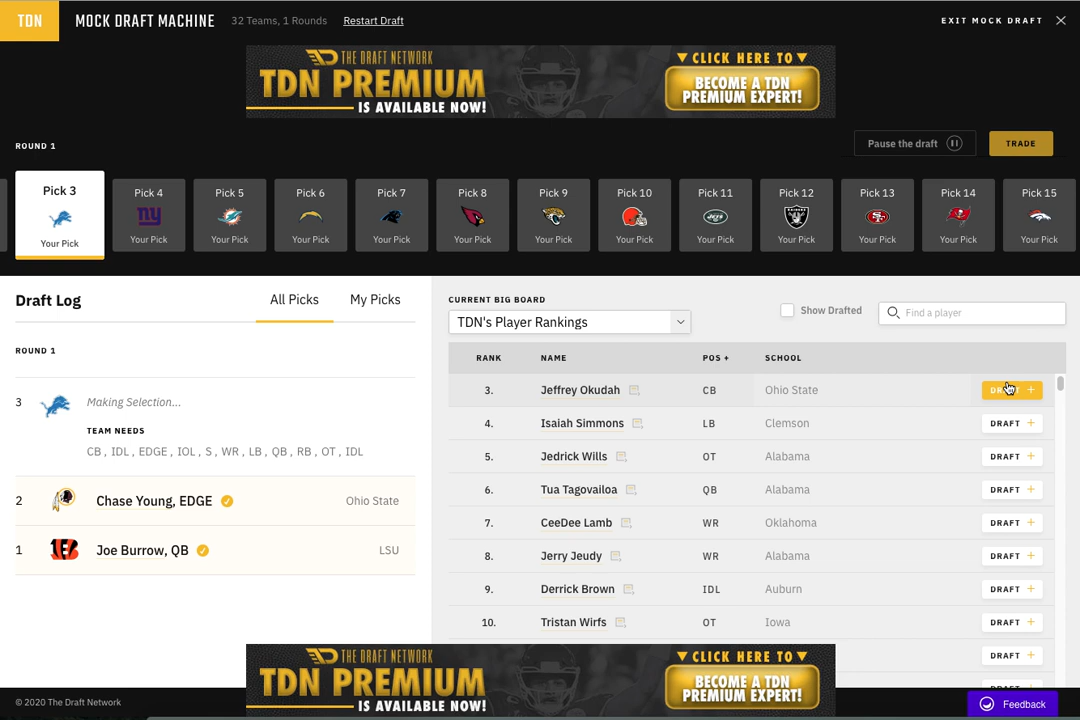 TDN MOCK DRAFT MACHINE 32 Teams, 1 Rounds Restart Draft EXIT MOCK DRAFT
THE DRAFT NETWORK
TDN PREMIUM
IS AVAILABLE NOW!
CLICK HERE TO
BECOME A TDN
PREMIUM EXPERT!
ROUND 1
Pause the draft TRADE
Pick 3 Pick 4 Pick 5 Pick 6 Pick 7 Pick 8 Pick 9 Pick 10 Pick 11 Pick 12 Pick 13 Pick 14 Pick 15
Your Pick Your Pick Your Pick Your Pick Your Pick Your Pick Your Pick Your Pick Your Pick Your Pick Your Pick Your Pick Your Pick
Draft Log All Picks My Picks
ROUND 1
3 Making Selection...
TEAM NEEDS
CB , IDL , EDGE , IOL , S , WR , LB , QB , RB , OT , IDL
2 Chase Young, EDGE Ohio State
1 Joe Burrow, QB LSU
CURRENT BIG BOARD
TDN's Player Rankings
Show Drafted
Find a player
RANK NAME POS + SCHOOL
3. Jeffrey Okudah CB Ohio State
4. Isaiah Simmons LB Clemson DRAFT +
5. Jedrick Wills OT Alabama DRAFT +
6. Tua Tagovailoa QB Alabama DRAFT +
7. CeeDee Lamb WR Oklahoma DRAFT +
8. Jerry Jeudy WR Alabama DRAFT +
9. Derrick Brown IDL Auburn DRAFT +
10. Tristan Wirfs OT Iowa DRAFT +
DRAFT +
THE DRAFT NETWORK
TDN PREMIUM
IS AVAILABLE NOW!
CLICK HERE TO
BECOME A TDN
PREMIUM EXPERT!
© 2020 The Draft Network
Feedback